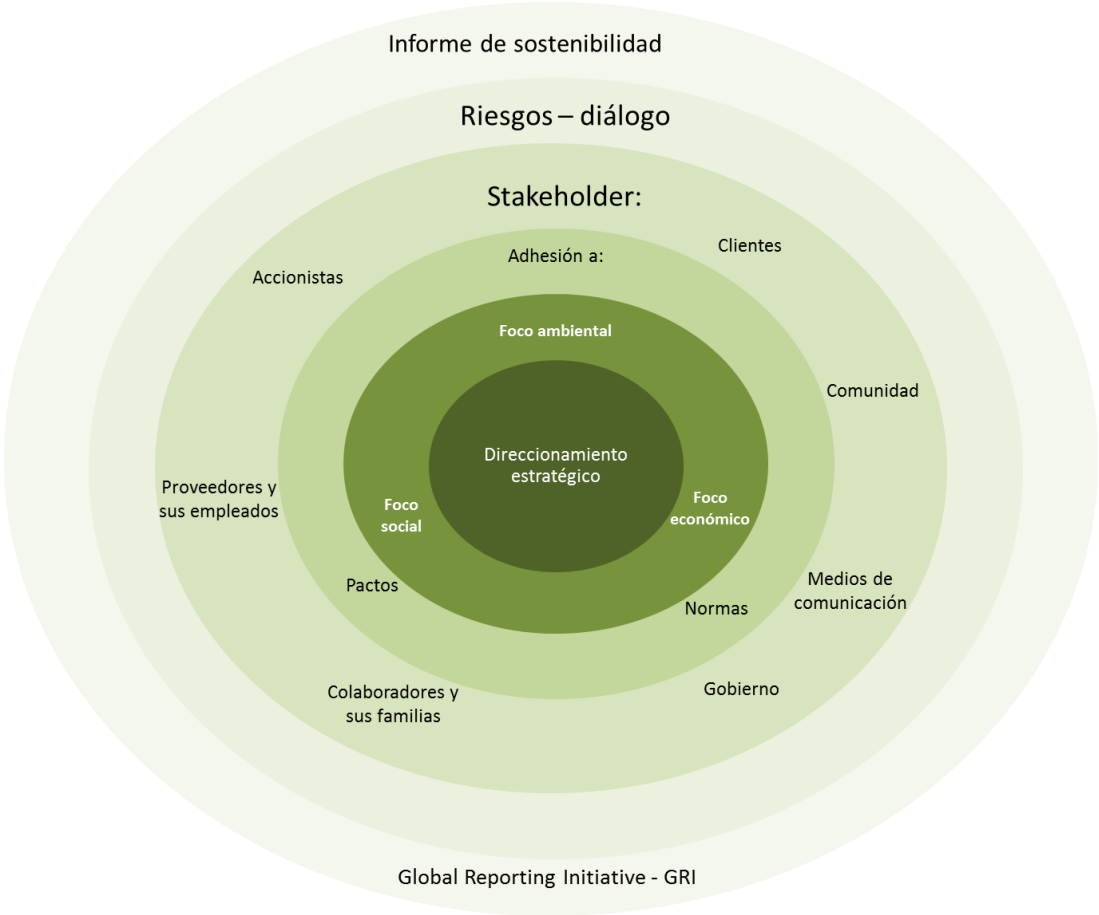 Informe de sostenibilidad
Riesgos – diálogo
Stakeholder:
Clientes
Adhesión a:
Accionistas
Foco ambiental
Comunidad
Direccionamiento
estratégico
Proveedores y
sus empleados
Foco
social
Foco
económico
Pactos
Medios de
comunicación
Normas
Colaboradores y
sus familias
Gobierno
Global Reporting Initiative - GRI